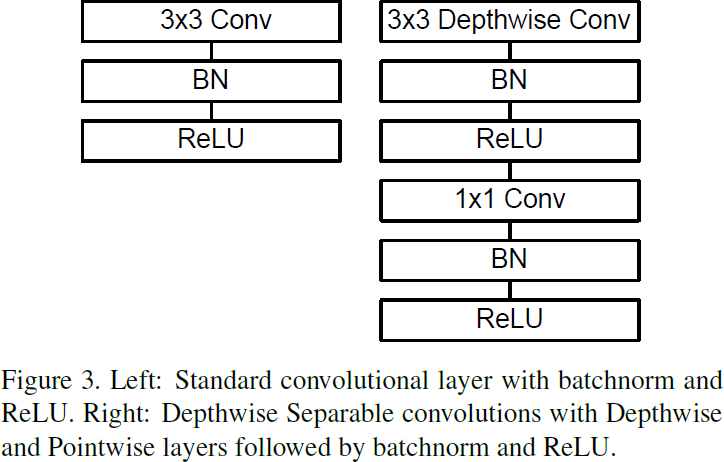 3x3 Conv
BN
ReLU
3x3 Depthwise Conv
BN
ReLU
1x1 Conv
BN
ReLU
Figure 3. Left: Standard convolutional layer with batchnorm and
ReLU. Right: Depthwise Separable convolutions with Depthwise
and Pointwise layers followed by batchnorm and ReLU.